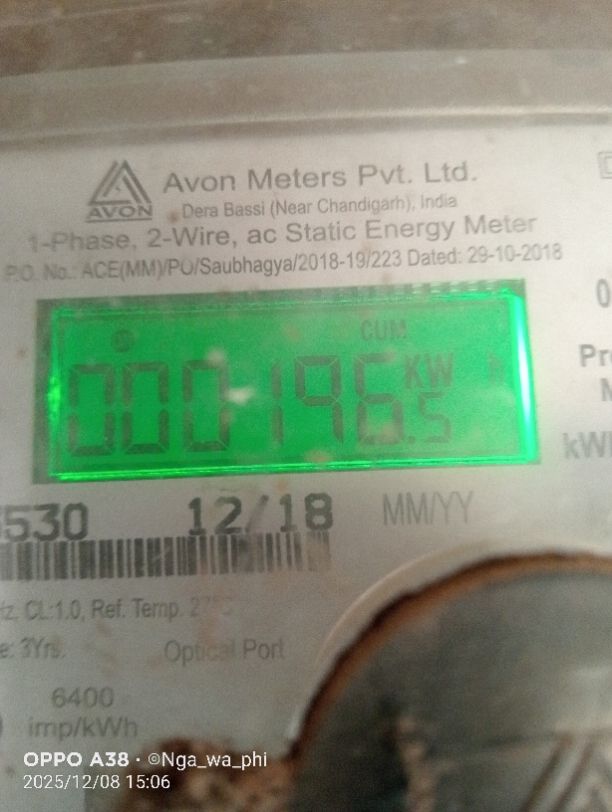 Avon Meters Pvt. Ltd.
AVON
Dera Bassi (Near Chandigarh), India
1-Phase, 2-Wire, ac Static Energy Meter
P.O. No.: ACE(MM)/PO/Saubhagya/2018-19/223 Dated: 29-10-2018
CUM
000196.5 KW
kWh
530 12/18 MM/YY
CL:1.0, Ref. Temp.
3Yrs. Optical Port
6400
imp/kWh
OPPO A38 · ©Nga_wa_phi
2025/12/08 15:06